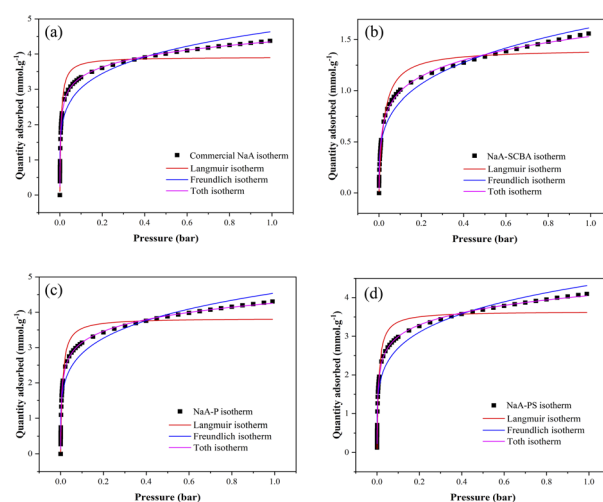 (a)
Quantity adsorbed (mmol.g⁻¹)
5
4
3
2
1
0
Commercial NaA isotherm
Langmuir isotherm
Freundlich isotherm
Toth isotherm
0.0 0.2 0.4 0.6 0.8 1.0
Pressure (bar)
(b)
Quantity adsorbed (mmol.g⁻¹)
1.5
1.0
0.5
0.0
NaA-SCBA isotherm
Langmuir isotherm
Freundlich isotherm
Toth isotherm
0.0 0.2 0.4 0.6 0.8 1.0
Pressure (bar)
(c)
Quantity adsorbed (mmol.g⁻¹)
5
4
3
2
1
0
NaA-P isotherm
Langmuir isotherm
Freundlich isotherm
Toth isotherm
0.0 0.2 0.4 0.6 0.8 1.0
Pressure (bar)
(d)
Quantity adsorbed (mmol.g⁻¹)
4
3
2
1
0
NaA-PS isotherm
Langmuir isotherm
Freundlich isotherm
Toth isotherm
0.0 0.2 0.4 0.6 0.8 1.0
Pressure (bar)